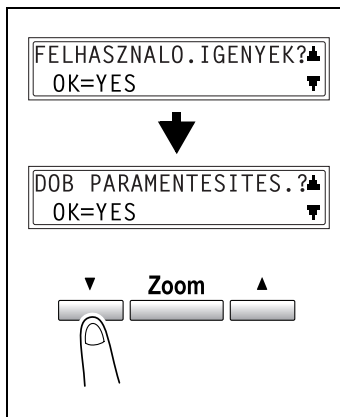 FELHASZNALO.IGENYEK?▲
OK=YES ▼
DOB PARAMENTESITES.?▲
OK=YES ▼
▼ Zoom ▲